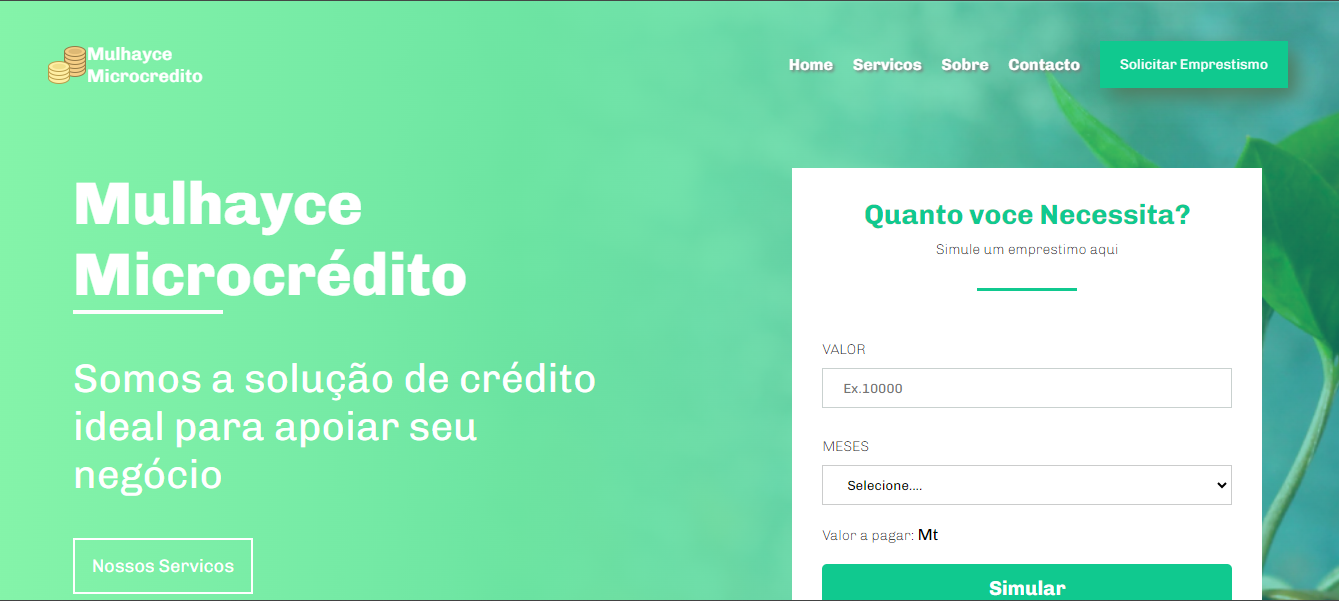 Mulhayce
Microcredito
Home Servicos Sobre Contacto Solicitar Emprestismo
Mulhayce
Microcrédito
Somos a solução de crédito
ideal para apoiar seu
negócio
Nossos Servicos
Quanto voce Necessita?
Simule um emprestimo aqui
VALOR
Ex.10000
MESES
Selecione....
Valor a pagar: Mt
Simular